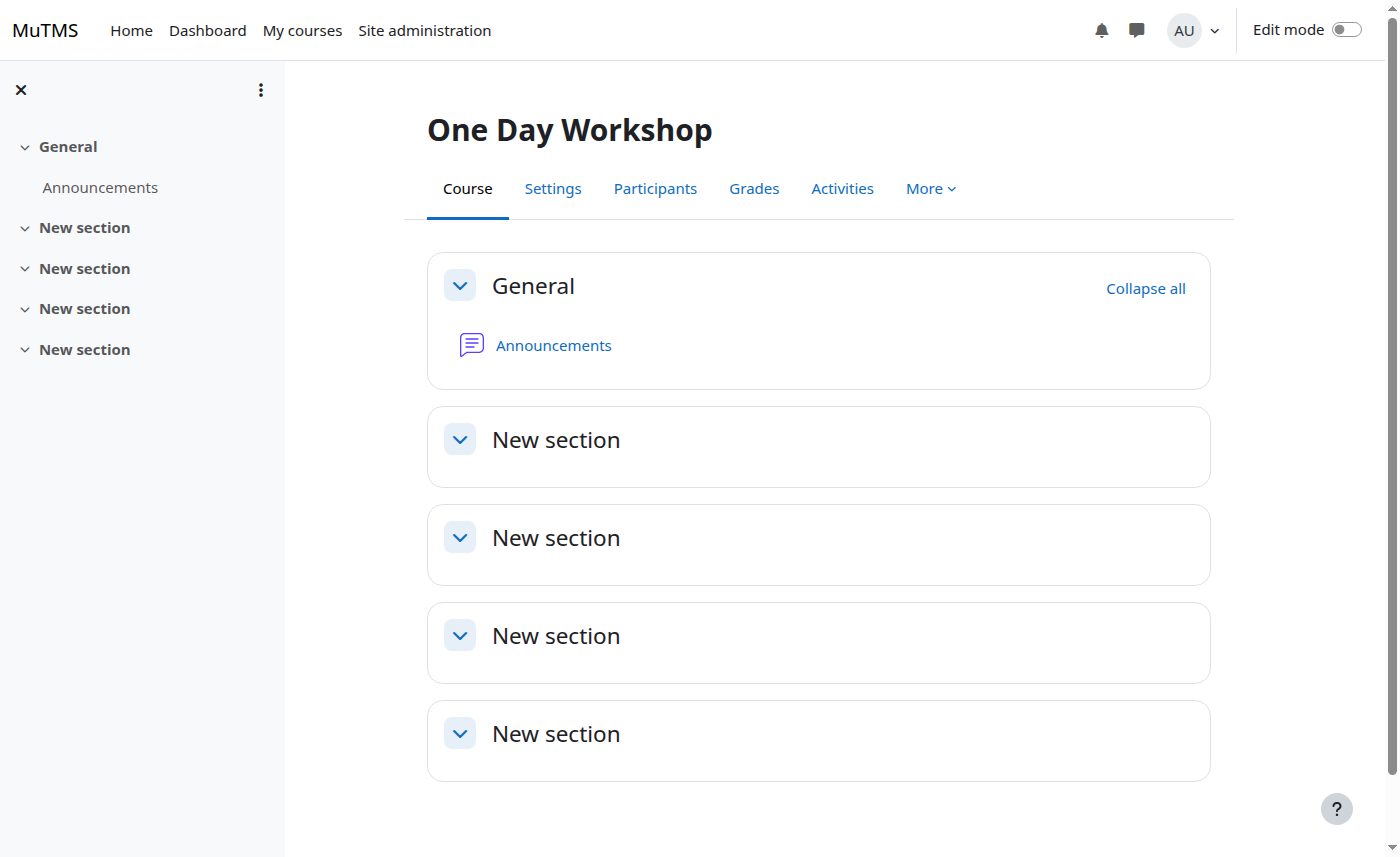 MuTMS Home Dashboard My courses Site administration AU Edit mode
General
Announcements
New section
New section
New section
New section
One Day Workshop
Course Settings Participants Grades Activities More
General Collapse all
Announcements
New section
New section
New section
New section
?